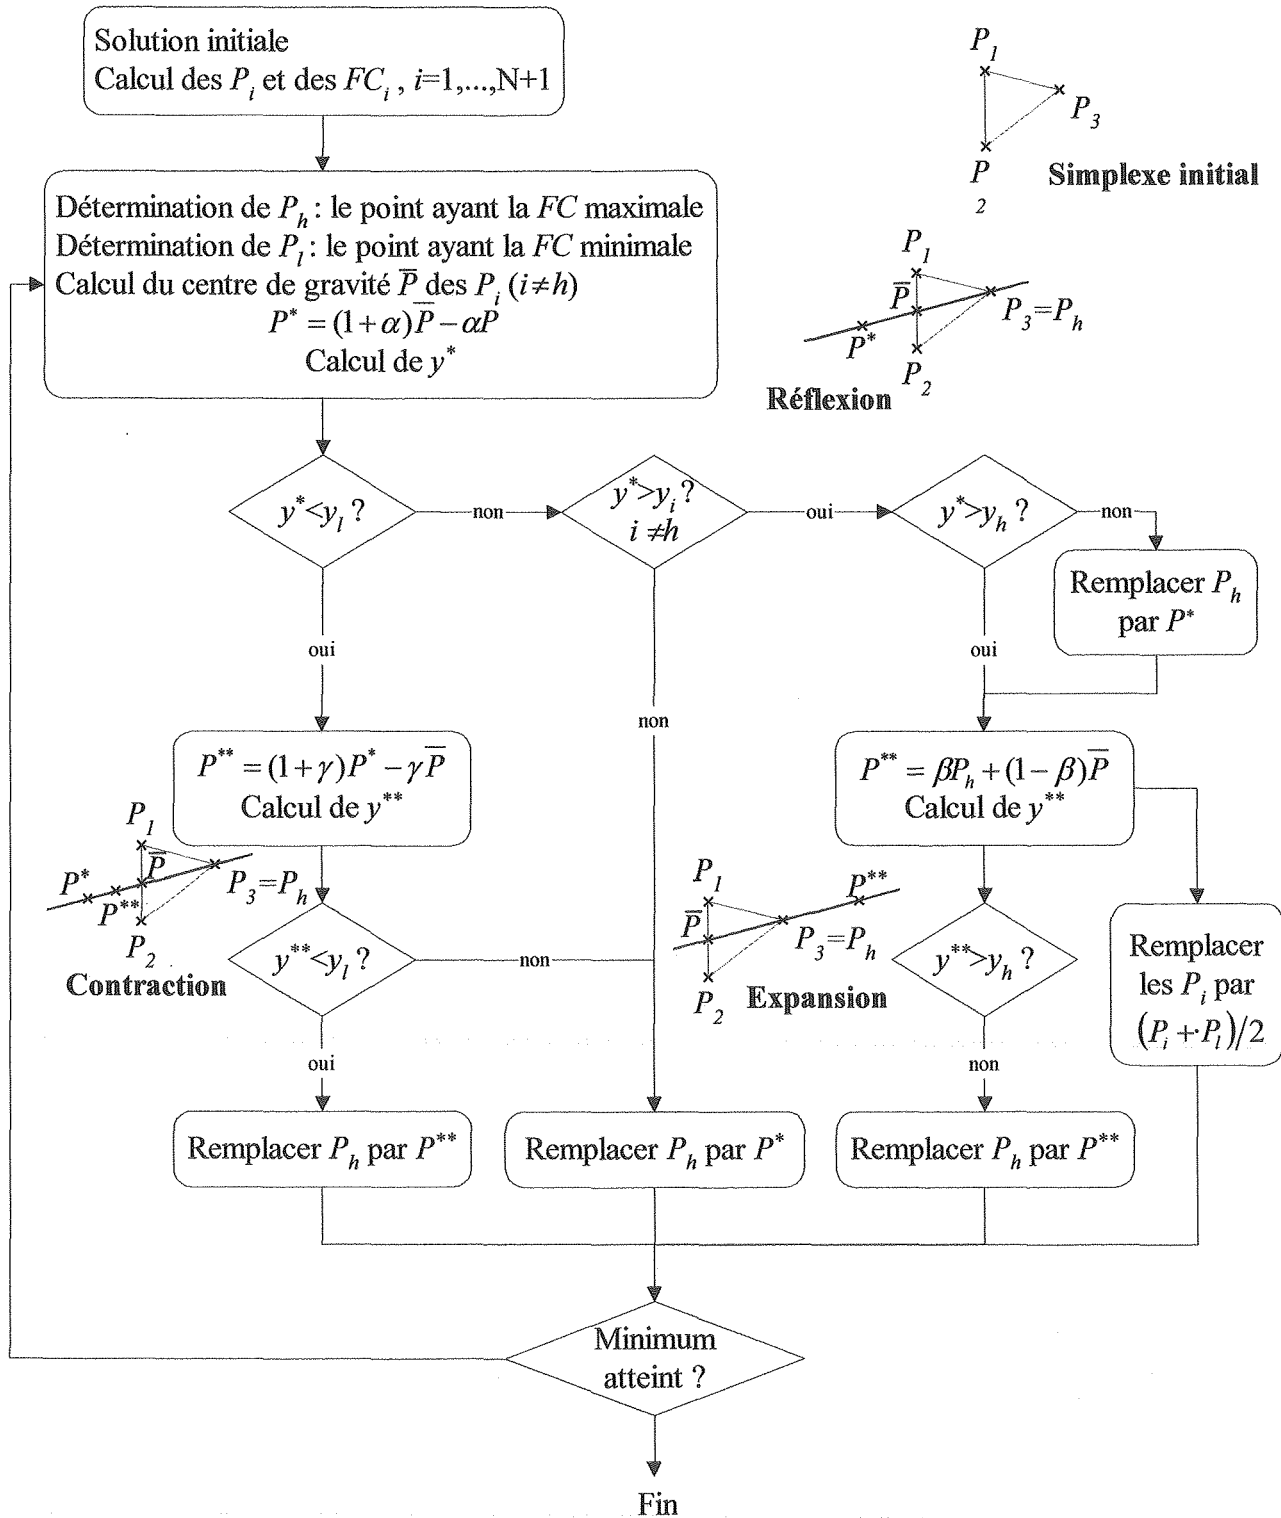 Solution initiale
Calcul des P_i et des FC_i , i=1,...,N+1
P_1
P_3
P
2
Simplexe initial
Détermination de P_h : le point ayant la FC maximale
Détermination de P_l : le point ayant la FC minimale
Calcul du centre de gravité P̅ des P_i (i≠h)
P* = (1+α)P̅ − αP
Calcul de y*
P_1
P̅
P_3=P_h
P*
P_2
Réflexion
y*<y_l ?
non
y*>y_i ?
i ≠h
oui
y*>y_h ?
non
Remplacer P_h
par P*
oui
non
oui
P** = (1+γ)P* − γP̅
Calcul de y**
P** = βP_h + (1−β)P̅
Calcul de y**
P_1
P̅
P*
P**
P_3=P_h
P_2
Contraction
y**<y_l ?
non
P_1
P̅
P**
P_3=P_h
P_2
Expansion
y**>y_h ?
Remplacer
les P_i par
(P_i +·P_l)/2
oui
non
Remplacer P_h par P**
Remplacer P_h par P*
Remplacer P_h par P**
Minimum
atteint ?
Fin